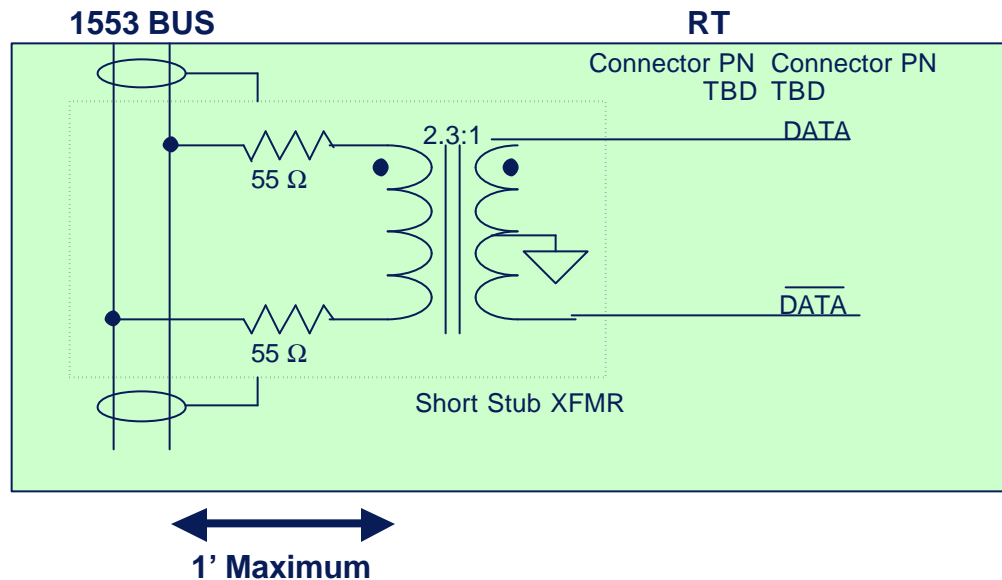 1553 BUS
RT
Connector PN Connector PN
TBD TBD
DATA
2.3:1
55 Ω
DATA
55 Ω
Short Stub XFMR
1’ Maximum